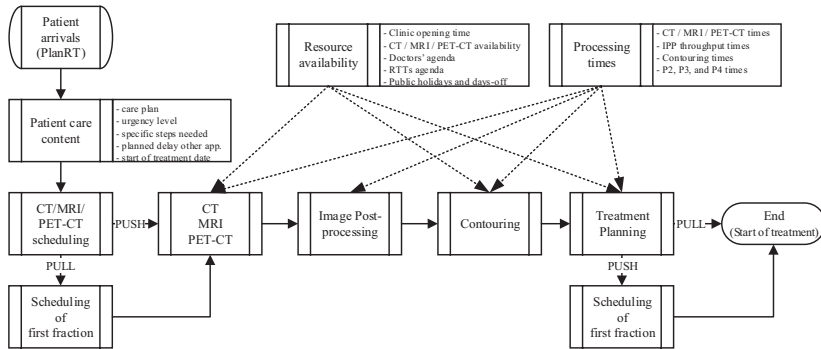 Patient
arrivals
(PlanRT)
Resource
availability
- Clinic opening time
- CT / MRI / PET-CT availability
- Doctors' agenda
- RTTs agenda
- Public holidays and days-off
Processing
times
- CT / MRI / PET-CT times
- IPP throughput times
- Contouring times
- P2, P3, and P4 times
Patient care
content
- care plan
- urgency level
- specific steps needed
- planned delay other app.
- start of treatment date
CT/MRI/
PET-CT
scheduling
PUSH
CT
MRI
PET-CT
Image Post-
processing
Contouring
Treatment
Planning
PULL
End
(Start of treatment)
PULL
PUSH
Scheduling
of
first fraction
Scheduling
of
first fraction